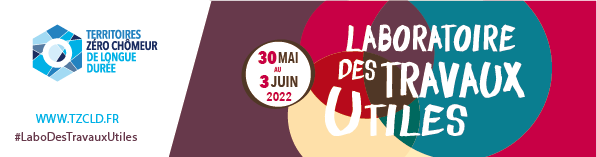 TERRITOIRES
ZÉRO CHÔMEUR
DE LONGUE
DURÉE
WWW.TZCLD.FR
#LaboDesTravauxUtiles
30 MAI
AU
3 JUIN
2022
LABORATOIRE
DES TRAVAUX
UTILES